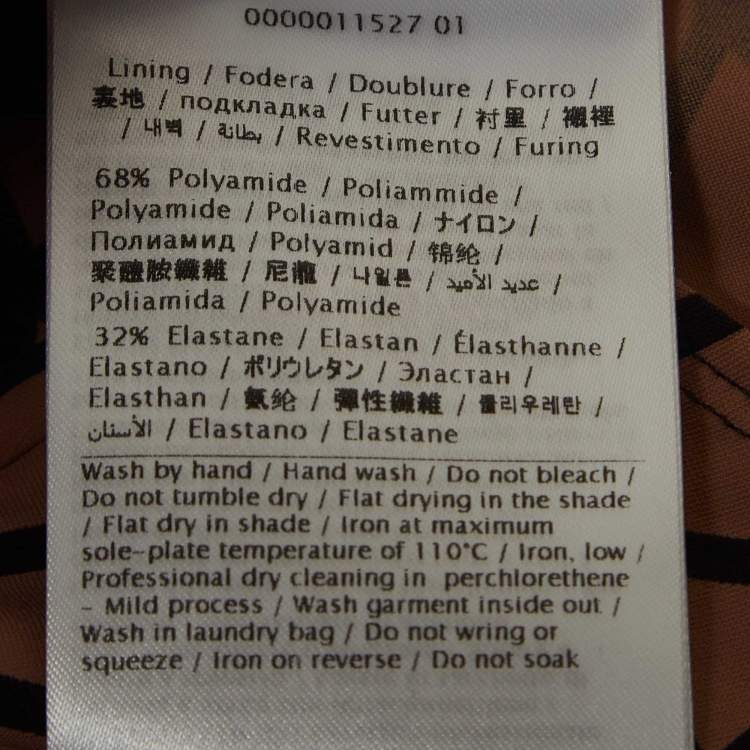 0000011527 01
Lining / Fodera / Doublure / Forro /
裏地 / подкладка / Futter / 衬里 / 襯裡
/ 내벽 / بطانة / Revestimento / Furing
68% Polyamide / Poliammide /
Polyamide / Poliamida / ナイロン /
Полиамид / Polyamid / 锦纶 /
聚醯胺纖維 / 尼龍 / 나일론 / عديد الأميد /
Poliamida / Polyamide
32% Elastane / Elastan / Élasthanne /
Elastano / ポリウレタン / Эластан /
Elasthan / 氨纶 / 彈性纖維 / 폴리우레탄 /
الأستان / Elastano / Elastane
Wash by hand / Hand wash / Do not bleach /
Do not tumble dry / Flat drying in the shade
/ Flat dry in shade / Iron at maximum
sole-plate temperature of 110°C / Iron, low /
Professional dry cleaning in perchlorethene
- Mild process / Wash garment inside out /
Wash in laundry bag / Do not wring or
squeeze / Iron on reverse / Do not soak